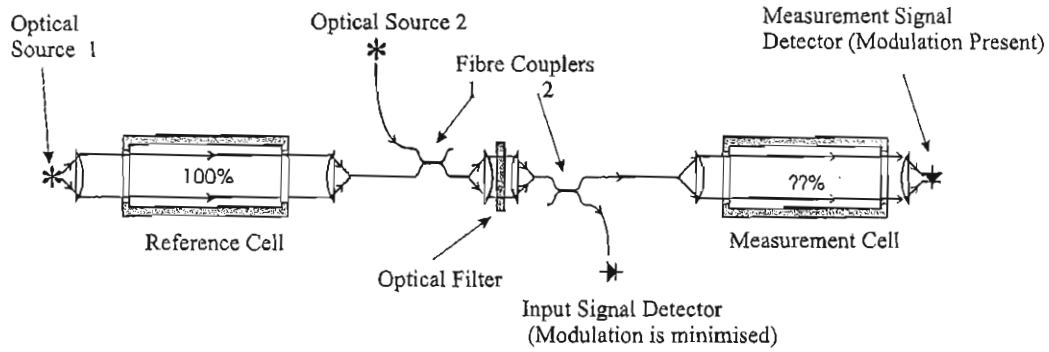 Optical
Source 1
Optical Source 2
Fibre Couplers
1 2
Measurement Signal
Detector (Modulation Present)
100%
??%
Reference Cell
Measurement Cell
Optical Filter
Input Signal Detector
(Modulation is minimised)